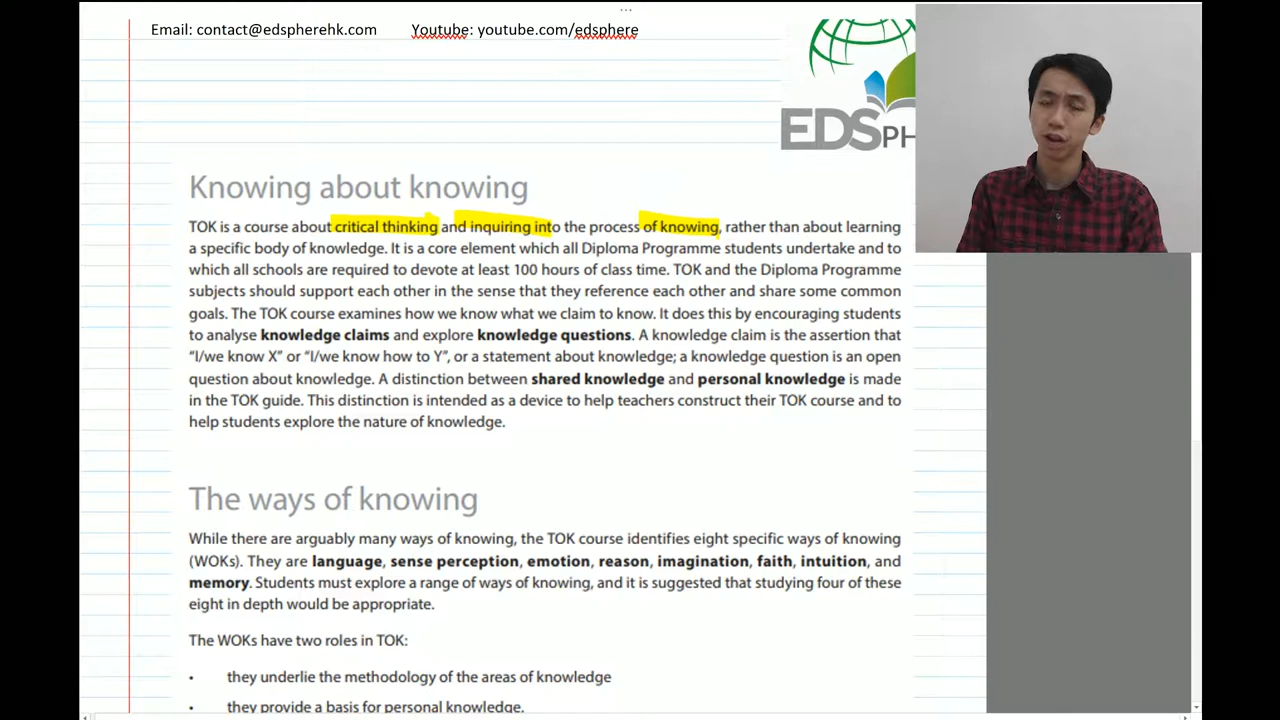 Email: contact@edspherehk.com Youtube: youtube.com/edsphere
EDSPH
Knowing about knowing
TOK is a course about critical thinking and inquiring into the process of knowing, rather than about learning
a specific body of knowledge. It is a core element which all Diploma Programme students undertake and to
which all schools are required to devote at least 100 hours of class time. TOK and the Diploma Programme
subjects should support each other in the sense that they reference each other and share some common
goals. The TOK course examines how we know what we claim to know. It does this by encouraging students
to analyse knowledge claims and explore knowledge questions. A knowledge claim is the assertion that
“I/we know X” or “I/we know how to Y”, or a statement about knowledge; a knowledge question is an open
question about knowledge. A distinction between shared knowledge and personal knowledge is made
in the TOK guide. This distinction is intended as a device to help teachers construct their TOK course and to
help students explore the nature of knowledge.
The ways of knowing
While there are arguably many ways of knowing, the TOK course identifies eight specific ways of knowing
(WOKs). They are language, sense perception, emotion, reason, imagination, faith, intuition, and
memory. Students must explore a range of ways of knowing, and it is suggested that studying four of these
eight in depth would be appropriate.
The WOKs have two roles in TOK:
• they underlie the methodology of the areas of knowledge
• they provide a basis for personal knowledge.